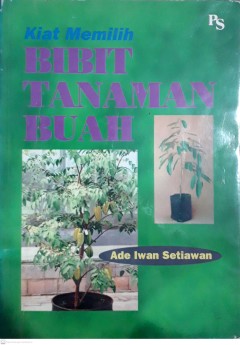 PS
Kiat Memilih
BIBIT
TANAMAN
BUAH
Ade Iwan Setiawan